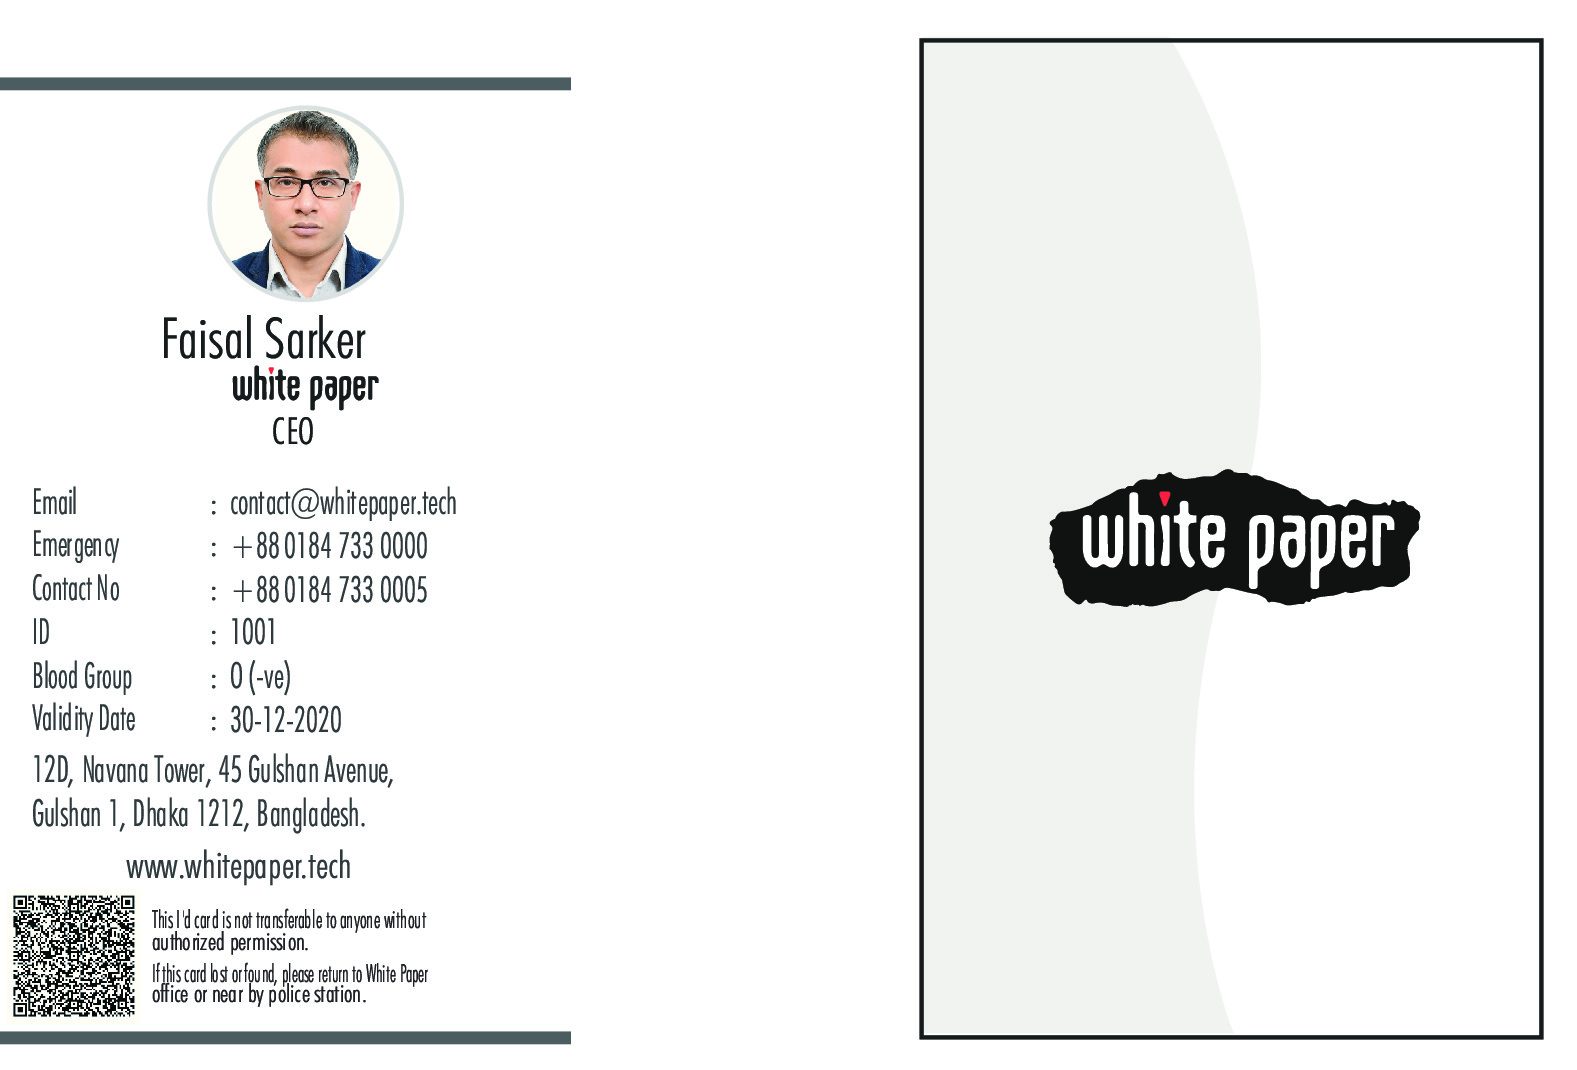 Faisal Sarker
white paper
CEO
Email : contact@whitepaper.tech
Emergency : +88 0184 733 0000
Contact No : +88 0184 733 0005
ID : 1001
Blood Group : O (-ve)
Validity Date : 30-12-2020
12D, Navana Tower, 45 Gulshan Avenue,
Gulshan 1, Dhaka 1212, Bangladesh.
www.whitepaper.tech
This I'd card is not transferable to anyone without
authorized permission.
If this card lost or found, please return to White Paper
office or near by police station.
white paper